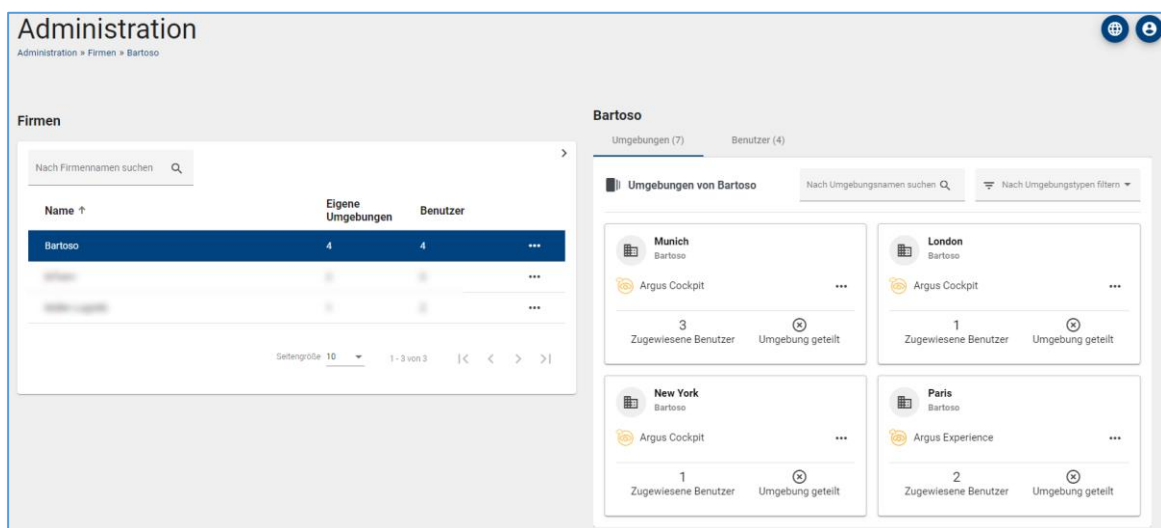 Administration
Administration » Firmen » Bartoso
Firmen
Nach Firmennamen suchen
Name ↑
Eigene
Umgebungen
Benutzer
Bartoso 4 4 •••
•••
•••
Seitengröße 10 1 - 3 von 3
Bartoso
Umgebungen (7) Benutzer (4)
Umgebungen von Bartoso Nach Umgebungsnamen suchen Nach Umgebungstypen filtern
Munich
Bartoso
Argus Cockpit •••
3
Zugewiesene Benutzer Umgebung geteilt
London
Bartoso
Argus Cockpit •••
1
Zugewiesene Benutzer Umgebung geteilt
New York
Bartoso
Argus Cockpit •••
1
Zugewiesene Benutzer Umgebung geteilt
Paris
Bartoso
Argus Experience •••
2
Zugewiesene Benutzer Umgebung geteilt